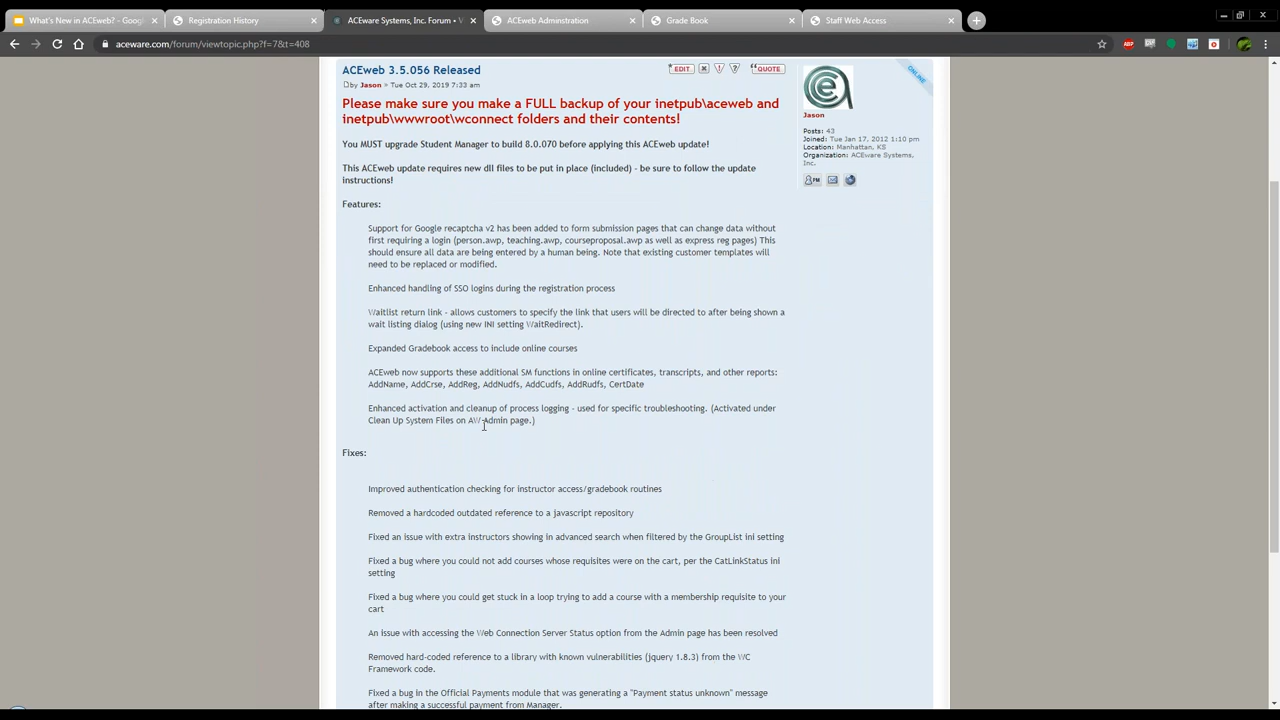 What's New in ACEweb? - Goog
Registration History
ACEware Systems, Inc. Forum •
ACEweb Adminstration
Grade Book
Staff Web Access
aceware.com/forum/viewtopic.php?f=7&t=408
ABP
ACEweb 3.5.056 Released
EDIT
QUOTE
ONLINE
by Jason » Tue Oct 29, 2019 7:33 am
Please make sure you make a FULL backup of your inetpub\aceweb and
inetpub\wwwroot\wconnect folders and their contents!
Jason
Posts: 43
Joined: Tue Jan 17, 2012 1:10 pm
Location: Manhattan, KS
Organization: ACEware Systems,
Inc.
PM
You MUST upgrade Student Manager to build 8.0.070 before applying this ACEweb update!
This ACEweb update requires new dll files to be put in place (included) - be sure to follow the update
instructions!
Features:
Support for Google recaptcha v2 has been added to form submission pages that can change data without
first requiring a login (person.awp, teaching.awp, courseproposal.awp as well as express reg pages) This
should ensure all data are being entered by a human being. Note that existing customer templates will
need to be replaced or modified.
Enhanced handling of SSO logins during the registration process
Waitlist return link - allows customers to specify the link that users will be directed to after being shown a
wait listing dialog (using new INI setting WaitRedirect).
Expanded Gradebook access to include online courses
ACEweb now supports these additional SM functions in online certificates, transcripts, and other reports:
AddName, AddCrse, AddReg, AddNudfs, AddCudfs, AddRudfs, CertDate
Enhanced activation and cleanup of process logging - used for specific troubleshooting. (Activated under
Clean Up System Files on AW Admin page.)
Fixes:
Improved authentication checking for instructor access/gradebook routines
Removed a hardcoded outdated reference to a javascript repository
Fixed an issue with extra instructors showing in advanced search when filtered by the GroupList ini setting
Fixed a bug where you could not add courses whose requisites were on the cart, per the CatLinkStatus ini
setting
Fixed a bug where you could get stuck in a loop trying to add a course with a membership requisite to your
cart
An issue with accessing the Web Connection Server Status option from the Admin page has been resolved
Removed hard-coded reference to a library with known vulnerabilities (jquery 1.8.3) from the WC
Framework code.
Fixed a bug in the Official Payments module that was generating a "Payment status unknown" message
after making a successful payment from Manager.